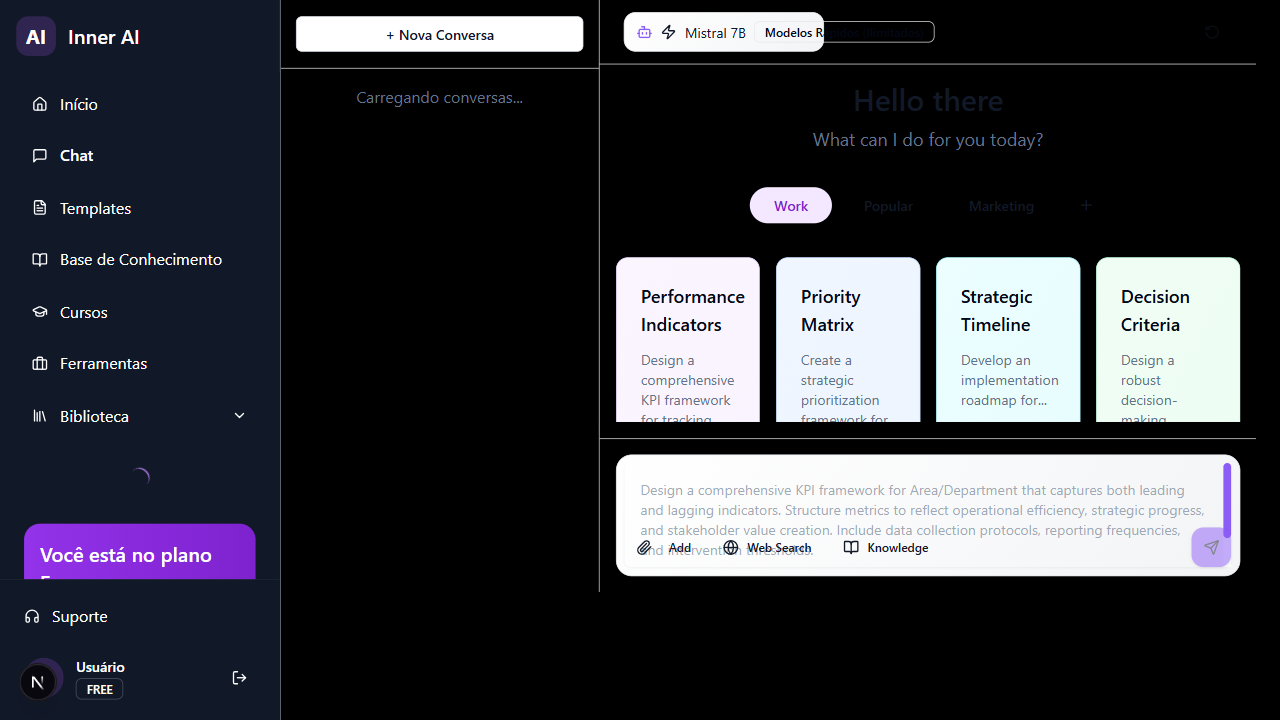 AI Inner AI
Início
Chat
Templates
Base de Conhecimento
Cursos
Ferramentas
Biblioteca
Você está no plano
Suporte
Usuário
FREE
N
+ Nova Conversa
Carregando conversas...
Mistral 7B Modelos Rápidos (Ilimitados)
Hello there
What can I do for you today?
Work Popular Marketing +
Performance
Indicators
Design a
comprehensive
KPI framework
for tracking
Priority
Matrix
Create a
strategic
prioritization
framework for
Strategic
Timeline
Develop an
implementation
roadmap for...
Decision
Criteria
Design a
robust
decision-
making
Design a comprehensive KPI framework for Area/Department that captures both leading
and lagging indicators. Structure metrics to reflect operational efficiency, strategic progress,
and stakeholder value creation. Include data collection protocols, reporting frequencies,
and intervention thresholds.
Add Web Search Knowledge